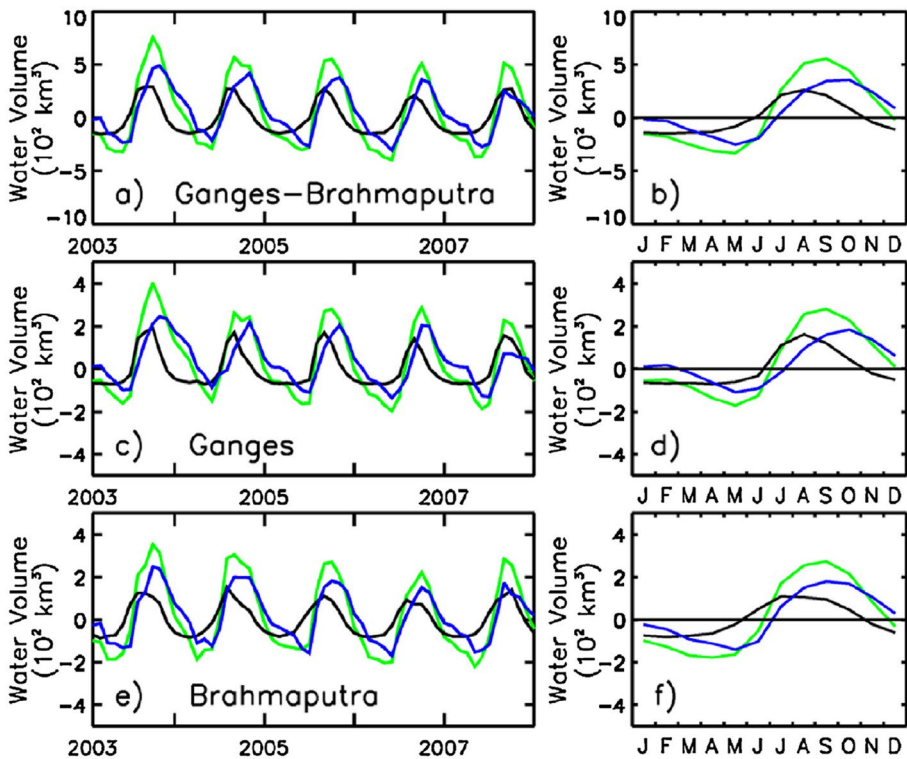 Water Volume
(10² km³)
10
5
0
-5
-10
a) Ganges-Brahmaputra
2003 2005 2007
Water Volume
(10² km³)
10
5
0
-5
-10
b)
J F M A M J J A S O N D
Water Volume
(10² km³)
4
2
0
-2
-4
c) Ganges
2003 2005 2007
Water Volume
(10² km³)
4
2
0
-2
-4
d)
J F M A M J J A S O N D
Water Volume
(10² km³)
4
2
0
-2
-4
e) Brahmaputra
2003 2005 2007
Water Volume
(10² km³)
4
2
0
-2
-4
f)
J F M A M J J A S O N D